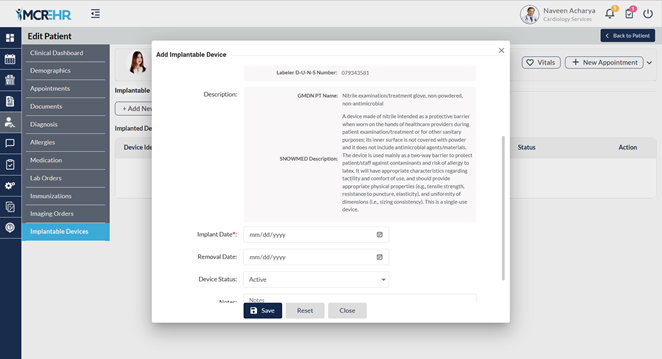 MCREHR
Naveen Acharya
Cardiology Services
Edit Patient
Back to Patient
Clinical Dashboard
Demographics
Appointments
Documents
Diagnosis
Allergies
Medication
Lab Orders
Immunizations
Imaging Orders
Implantable Devices
Vitals
New Appointment
Implantable
+ Add New
Implanted De
Device Ide
Status
Action
Add Implantable Device
Labeler D-U-N-S Number: 079343581
Description:
GMDN PT Name: Nitrile examination/treatment glove, non-powdered,
non-antimicrobial
SNOWMED Description:
A device made of nitrile intended as a protective barrier
when worn on the hands of healthcare providers during
patient examination/treatment or for other sanitary
purposes; its inner surface is not covered with powder
and it does not include antimicrobial agents/materials.
The device is used mainly as a two-way barrier to protect
patient/staff against contaminants and risk of allergy to
latex. It will have appropriate characteristics regarding
tactility and comfort of use, and should provide
appropriate physical properties (e.g., tensile strength,
resistance to puncture, elasticity), and uniformity of
dimensions (i.e., sizing consistency). This is a single use
device.
Implant Date*: mm/dd/yyyy
Removal Date: mm/dd/yyyy
Device Status: Active
Notes: Notes
Save
Reset
Close